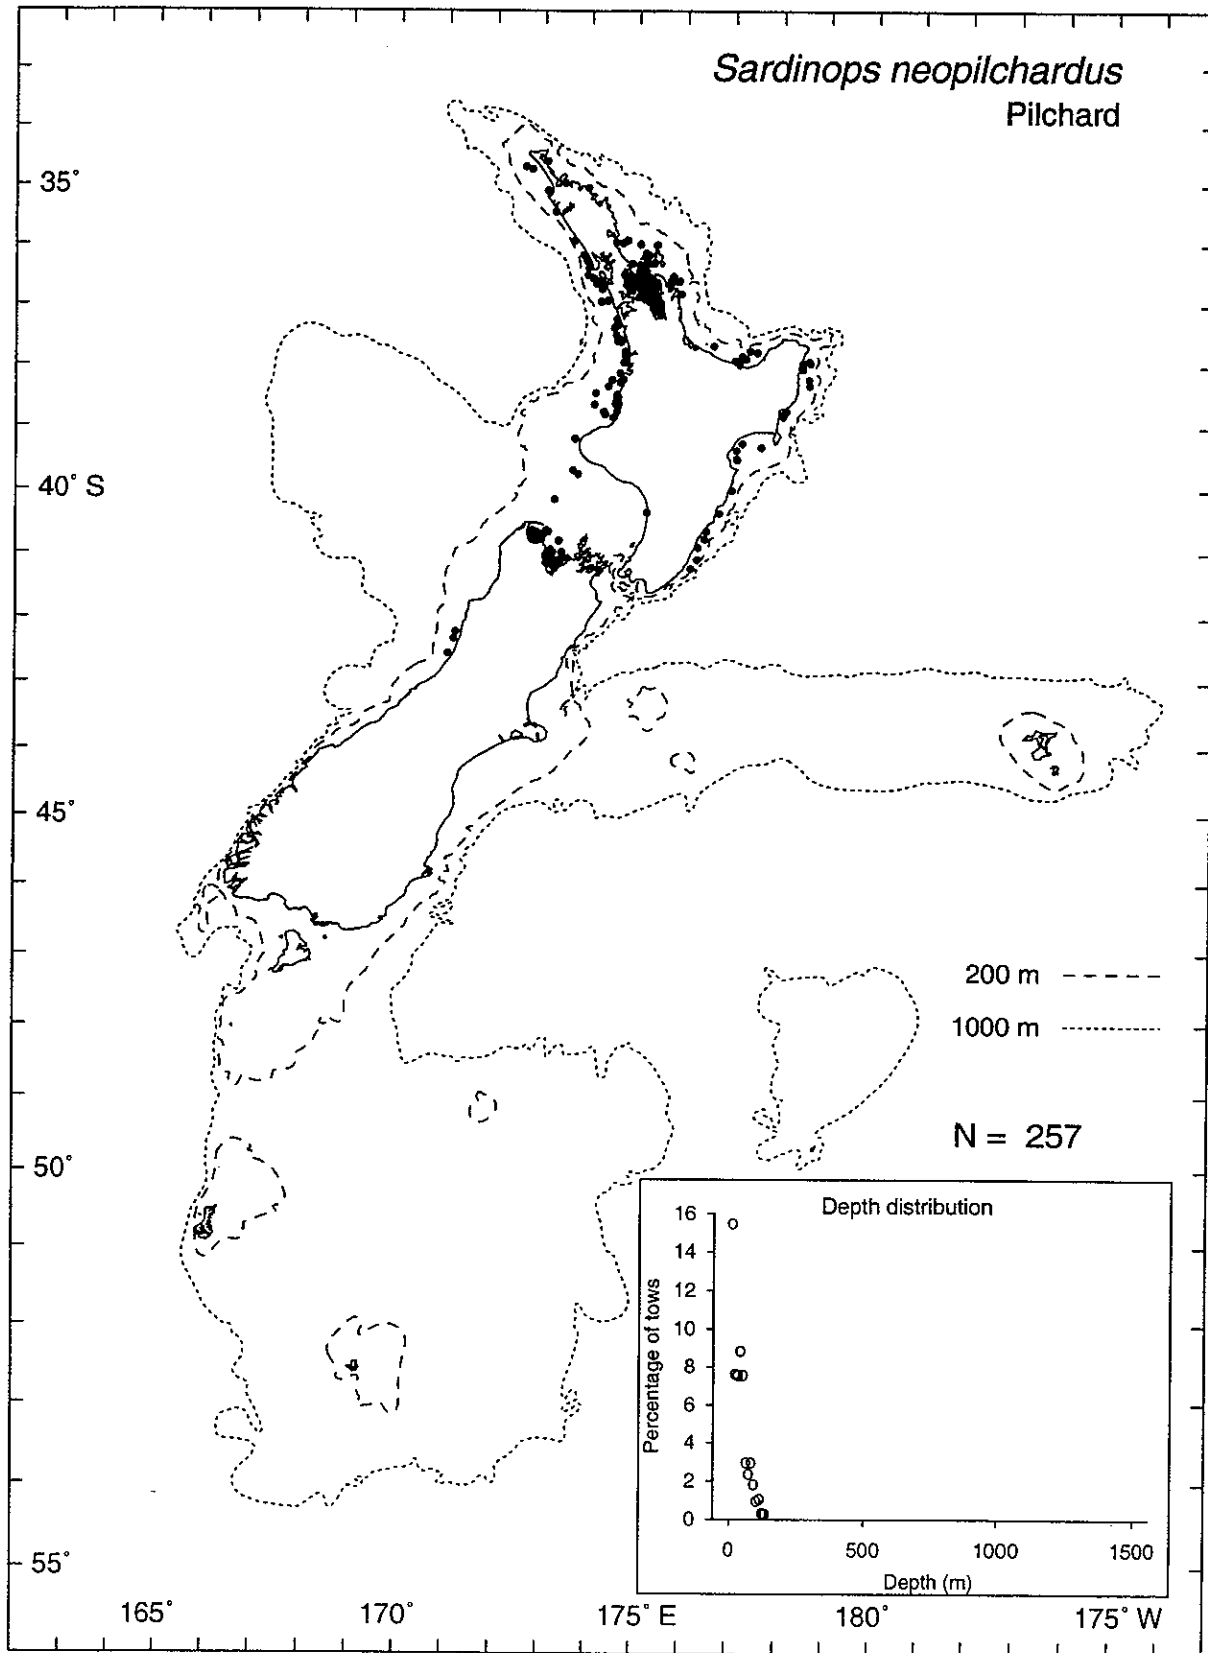 Sardinops neopilchardus
Pilchard
35°
40° S
45°
200 m
1000 m
N = 257
50°
Depth distribution
16
14
12
10
8
6
4
2
0
Percentage of tows
0 500 1000 1500
Depth (m)
55°
165° 170° 175° E 180° 175° W